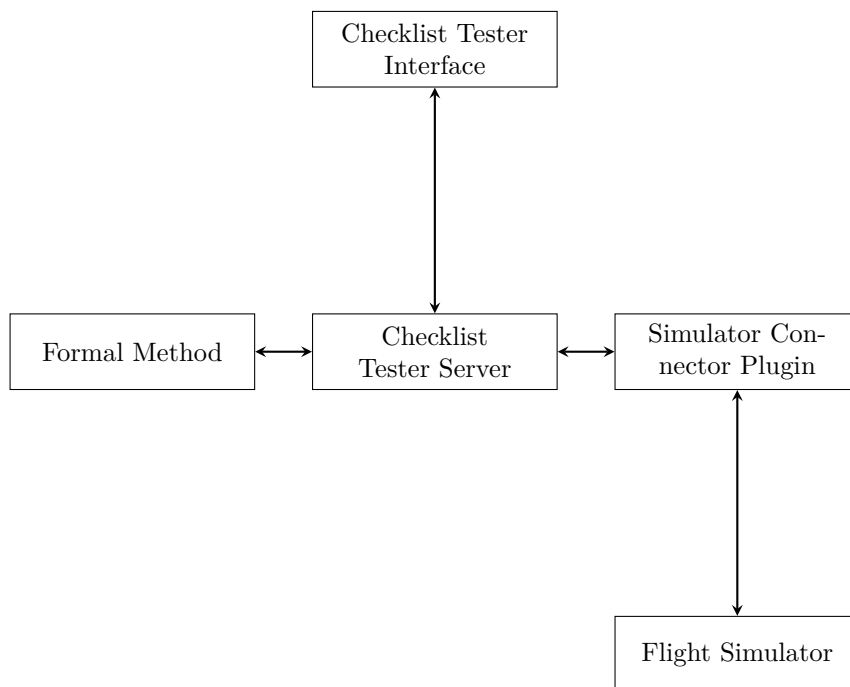 Checklist Tester
Interface
Formal Method
Checklist
Tester Server
Simulator Con-
nector Plugin
Flight Simulator